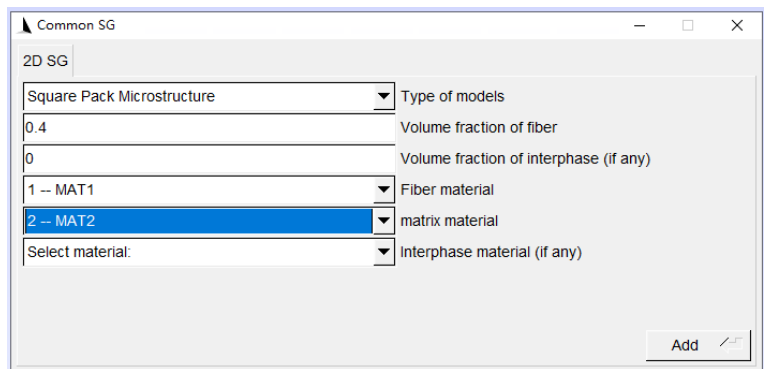 Common SG
2D SG
Square Pack Microstructure Type of models
0.4 Volume fraction of fiber
0 Volume fraction of interphase (if any)
1 -- MAT1 Fiber material
2 -- MAT2 matrix material
Select material: Interphase material (if any)
Add